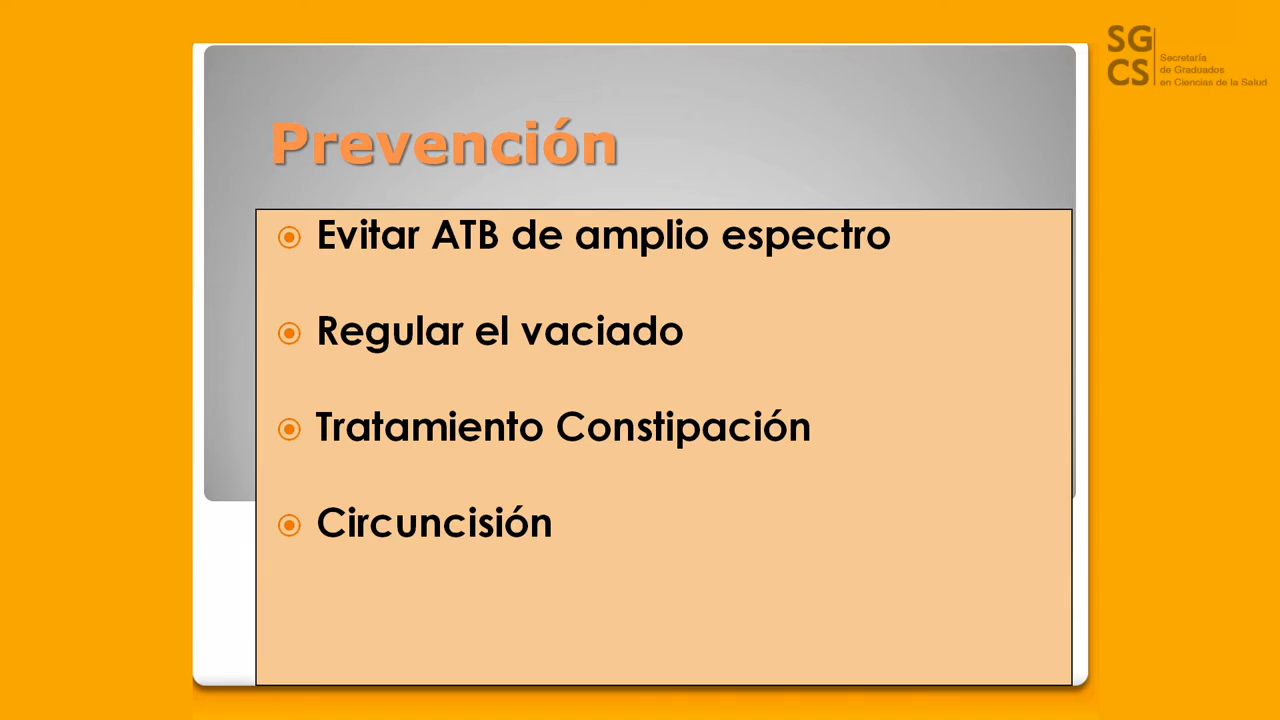 SG
CS
Secretaría
de Graduados
en Ciencias de la Salud
Prevención
Evitar ATB de amplio espectro
Regular el vaciado
Tratamiento Constipación
Circuncisión